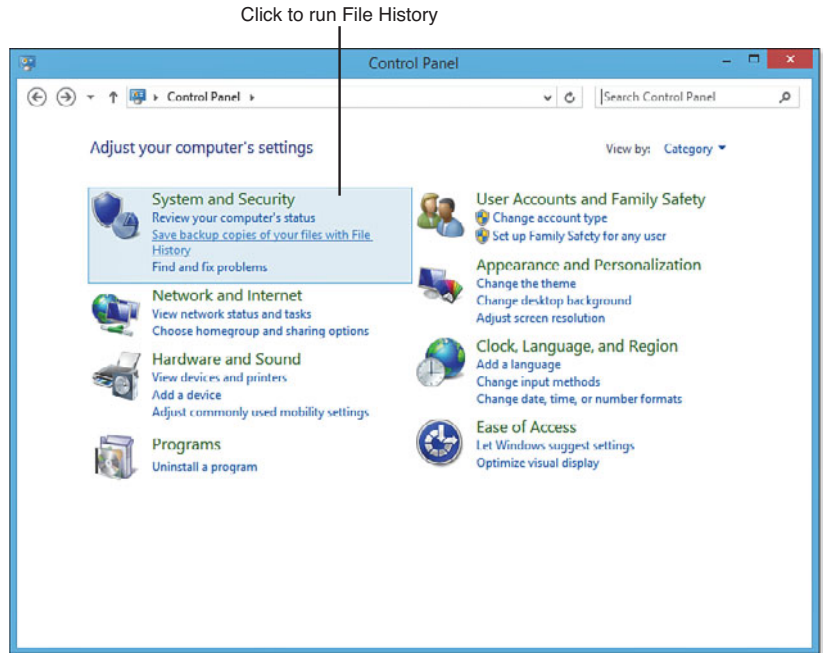 Click to run File History
Control Panel
Control Panel
Search Control Panel
Adjust your computer's settings
View by: Category
System and Security
Review your computer's status
Save backup copies of your files with File
History
Find and fix problems
Network and Internet
View network status and tasks
Choose homegroup and sharing options
Hardware and Sound
View devices and printers
Add a device
Adjust commonly used mobility settings
Programs
Uninstall a program
User Accounts and Family Safety
Change account type
Set up Family Safety for any user
Appearance and Personalization
Change the theme
Change desktop background
Adjust screen resolution
Clock, Language, and Region
Add a language
Change input methods
Change date, time, or number formats
Ease of Access
Let Windows suggest settings
Optimize visual display